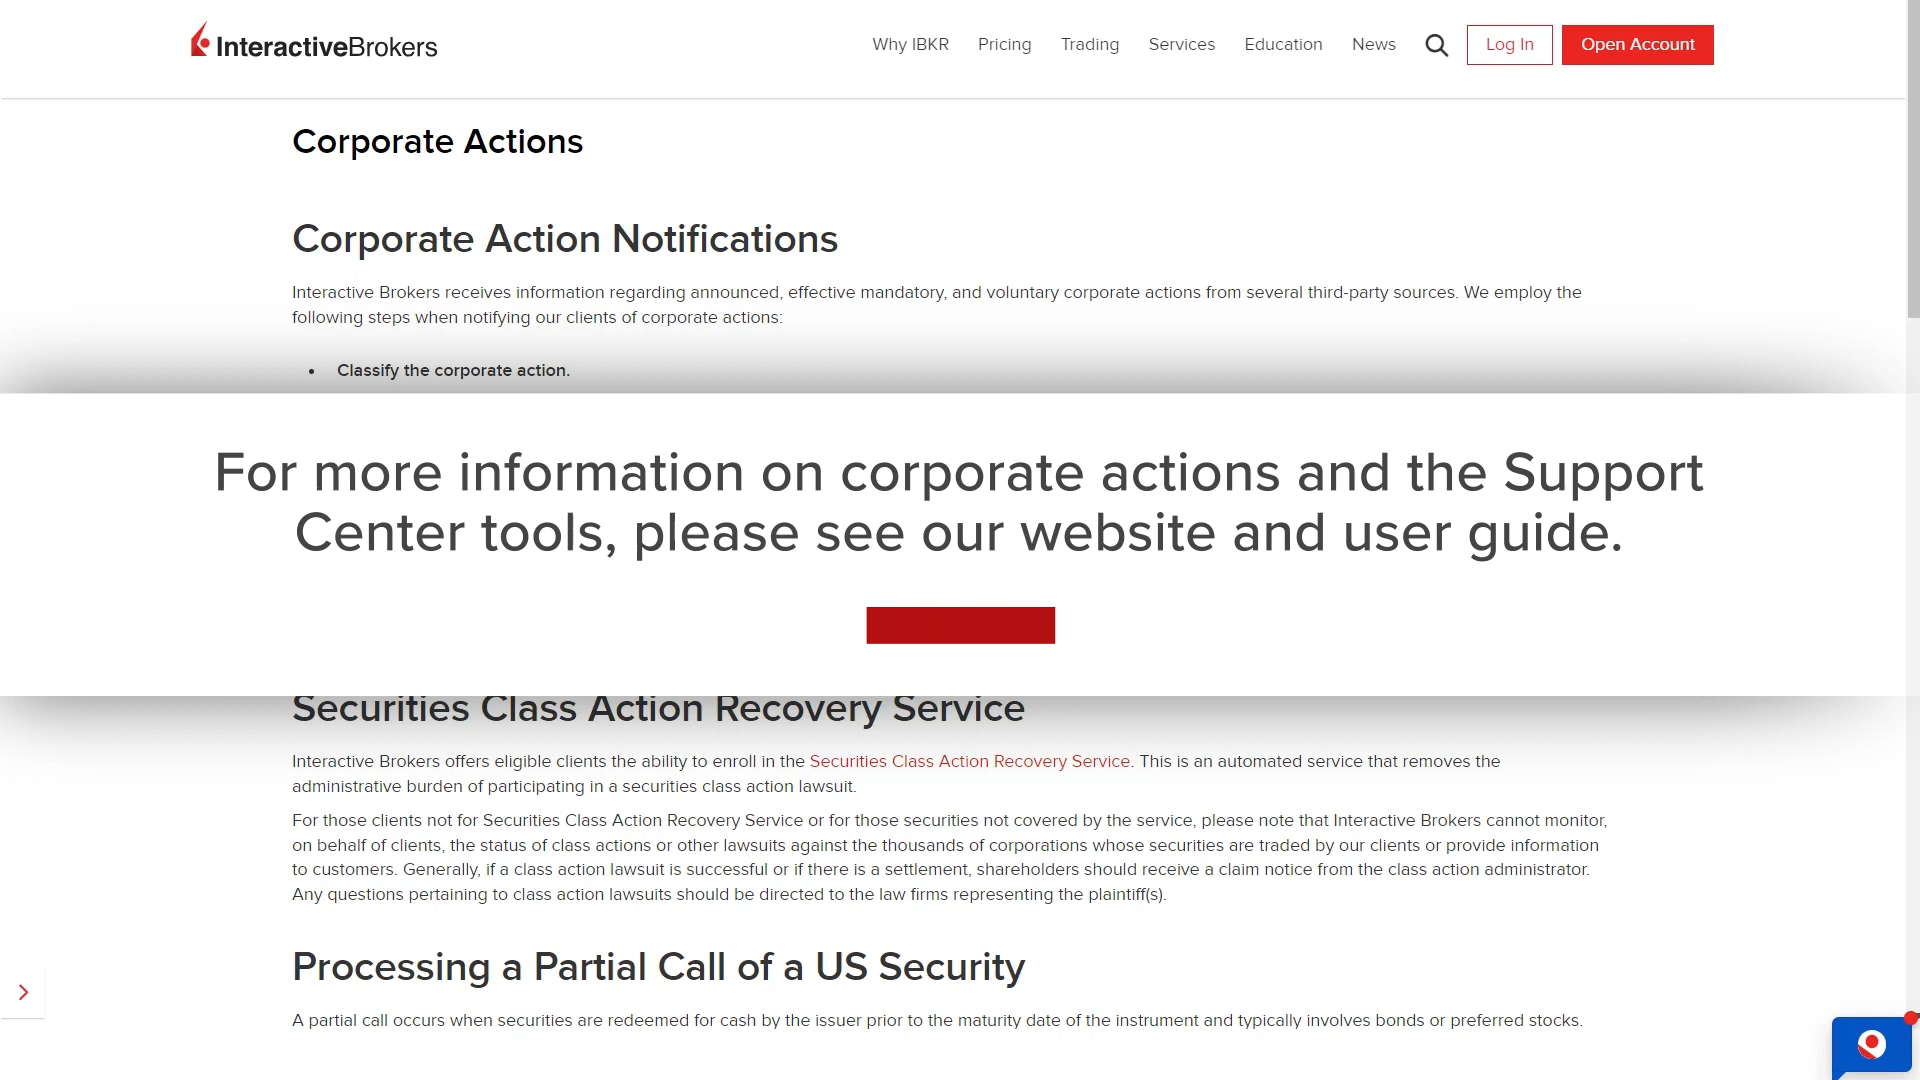 InteractiveBrokers
Why IBKR Pricing Trading Services Education News Log In Open Account
Corporate Actions
Corporate Action Notifications
Interactive Brokers receives information regarding announced, effective mandatory, and voluntary corporate actions from several third-party sources. We employ the
following steps when notifying our clients of corporate actions:
• Classify the corporate action.
For more information on corporate actions and the Support
Center tools, please see our website and user guide.
Securities Class Action Recovery Service
Interactive Brokers offers eligible clients the ability to enroll in the Securities Class Action Recovery Service. This is an automated service that removes the
administrative burden of participating in a securities class action lawsuit.
For those clients not for Securities Class Action Recovery Service or for those securities not covered by the service, please note that Interactive Brokers cannot monitor,
on behalf of clients, the status of class actions or other lawsuits against the thousands of corporations whose securities are traded by our clients or provide information
to customers. Generally, if a class action lawsuit is successful or if there is a settlement, shareholders should receive a claim notice from the class action administrator.
Any questions pertaining to class action lawsuits should be directed to the law firms representing the plaintiff(s).
Processing a Partial Call of a US Security
A partial call occurs when securities are redeemed for cash by the issuer prior to the maturity date of the instrument and typically involves bonds or preferred stocks.